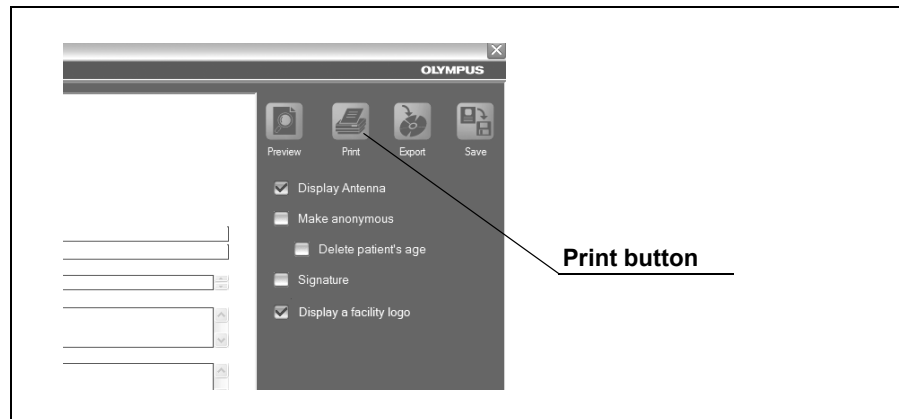 OLYMPUS
Preview Print Export Save
Display Antenna
Make anonymous
Delete patient's age
Signature
Display a facility logo
Print button